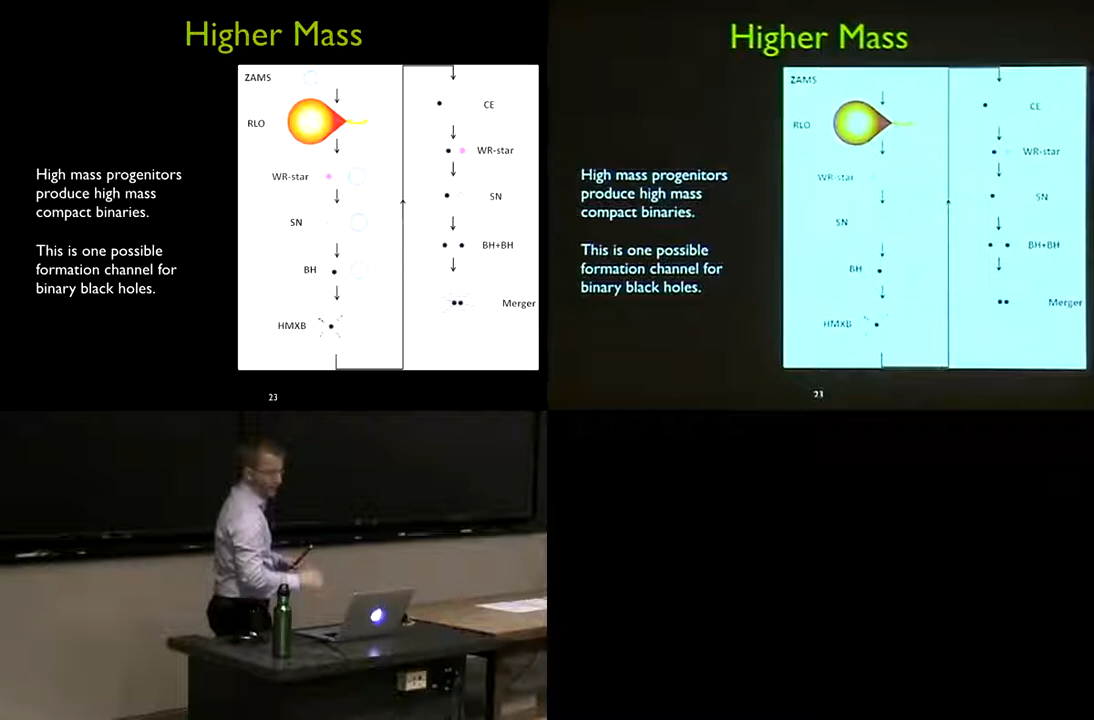 Higher Mass
High mass progenitors
produce high mass
compact binaries.
This is one possible
formation channel for
binary black holes.
ZAMS
RLO
WR-star
SN
BH
HMXB
CE
WR-star
SN
BH+BH
Merger
23
Higher Mass
High mass progenitors
produce high mass
compact binaries.
This is one possible
formation channel for
binary black holes.
ZAMS
RLO
WR-star
SN
BH
HMXB
CE
WR-star
SN
BH+BH
Merger
23